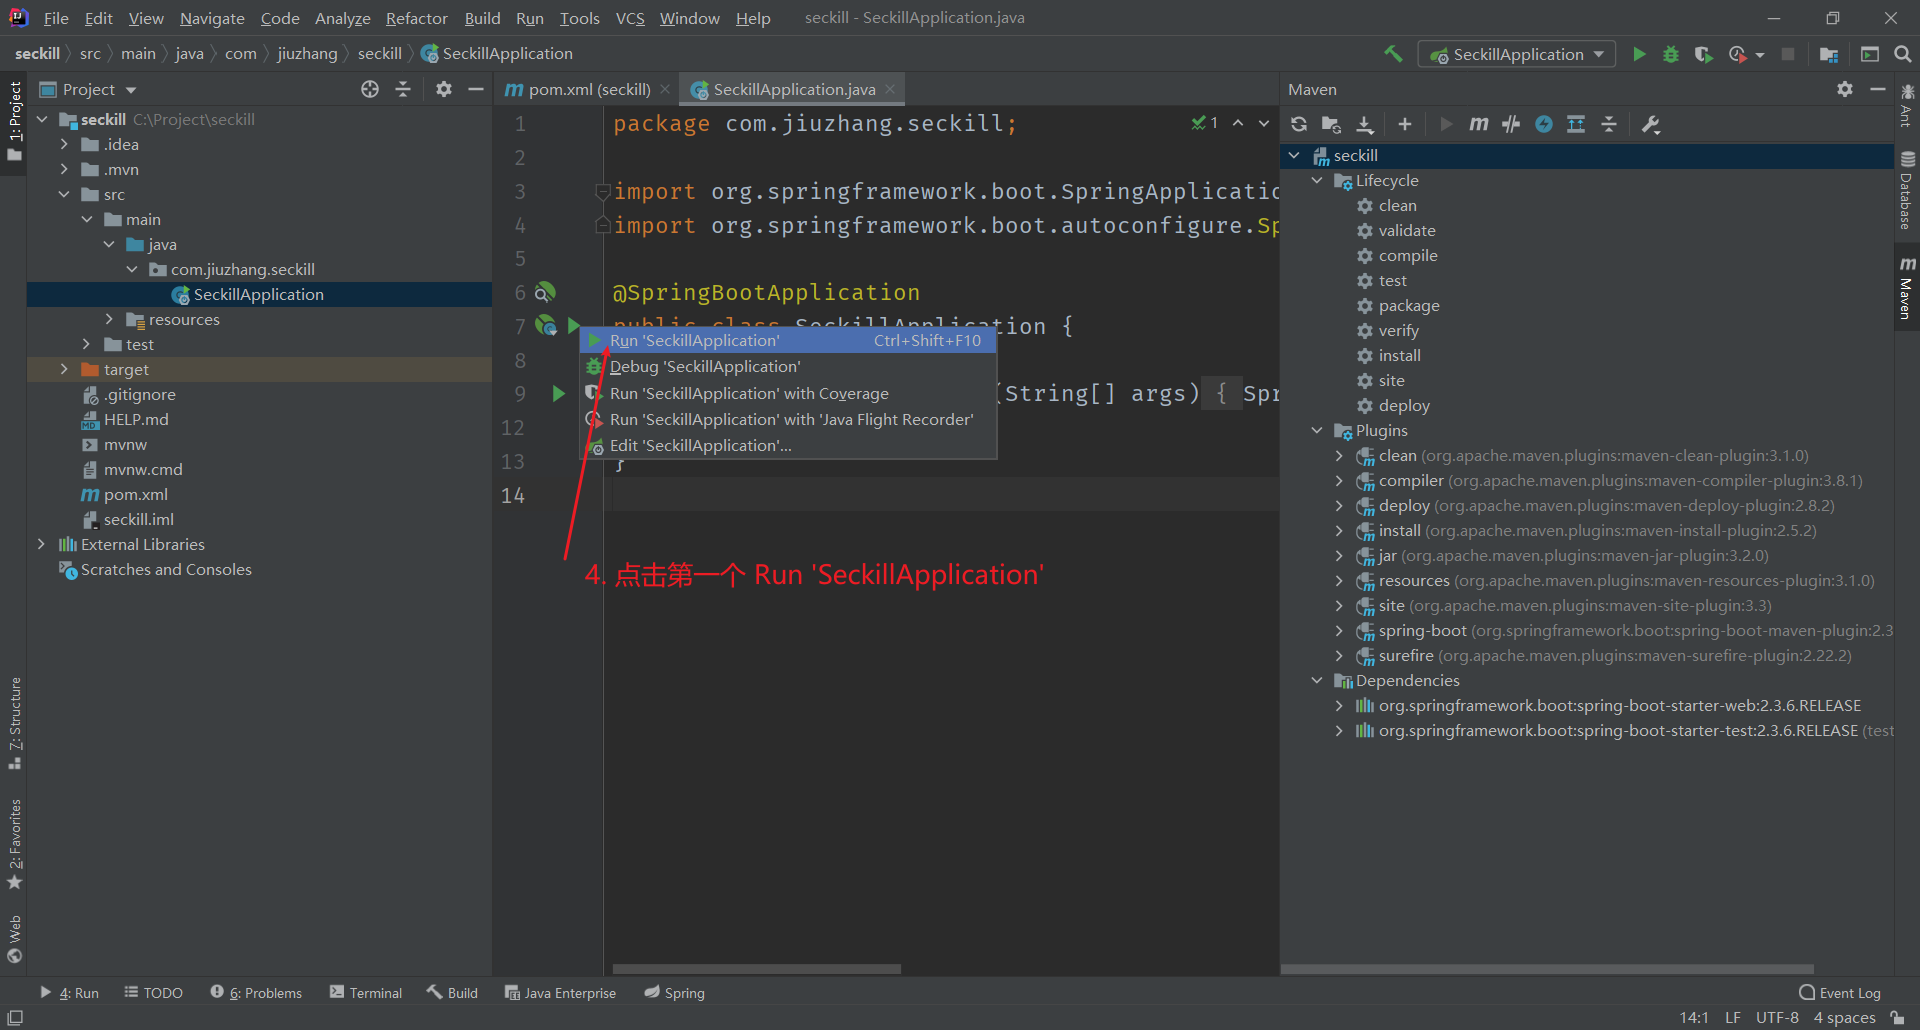 File Edit View Navigate Code Analyze Refactor Build Run Tools VCS Window Help seckill - SeckillApplication.java
seckill src main java com jiuzhang seckill SeckillApplication
SeckillApplication
1: Project
7: Structure
2: Favorites
Web
Project
seckill C:\Project\seckill
.idea
.mvn
src
main
java
com.jiuzhang.seckill
SeckillApplication
resources
test
target
.gitignore
HELP.md
mvnw
mvnw.cmd
pom.xml
seckill.iml
External Libraries
Scratches and Consoles
pom.xml (seckill) SeckillApplication.java
1 package com.jiuzhang.seckill; 1
2
3 import org.springframework.boot.SpringApplicatio
4 import org.springframework.boot.autoconfigure.Sp
5
6 @SpringBootApplication
7 public class SeckillApplication {
8
9 (String[] args) { Spr
12
13 }
14
Run 'SeckillApplication' Ctrl+Shift+F10
Debug 'SeckillApplication'
Run 'SeckillApplication' with Coverage
Run 'SeckillApplication' with 'Java Flight Recorder'
Edit 'SeckillApplication'...
4. 点击第一个 Run 'SeckillApplication'
Maven
seckill
Lifecycle
clean
validate
compile
test
package
verify
install
site
deploy
Plugins
clean (org.apache.maven.plugins:maven-clean-plugin:3.1.0)
compiler (org.apache.maven.plugins:maven-compiler-plugin:3.8.1)
deploy (org.apache.maven.plugins:maven-deploy-plugin:2.8.2)
install (org.apache.maven.plugins:maven-install-plugin:2.5.2)
jar (org.apache.maven.plugins:maven-jar-plugin:3.2.0)
resources (org.apache.maven.plugins:maven-resources-plugin:3.1.0)
site (org.apache.maven.plugins:maven-site-plugin:3.3)
spring-boot (org.springframework.boot:spring-boot-maven-plugin:2.3
surefire (org.apache.maven.plugins:maven-surefire-plugin:2.22.2)
Dependencies
org.springframework.boot:spring-boot-starter-web:2.3.6.RELEASE
org.springframework.boot:spring-boot-starter-test:2.3.6.RELEASE (test
Ant
Database
Maven
4: Run TODO 6: Problems Terminal Build Java Enterprise Spring Event Log
14:1 LF UTF-8 4 spaces